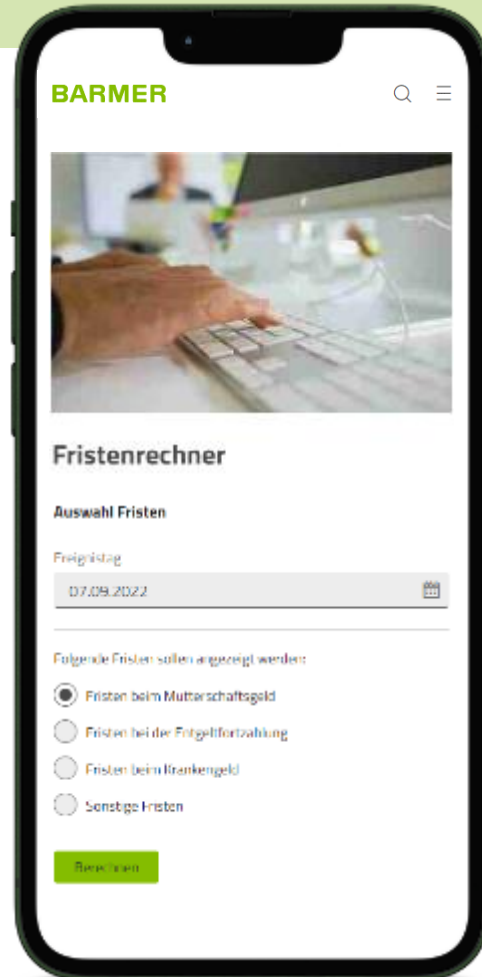 BARMER
Fristenrechner
Auswahl Fristen
Ereignistag
07.09.2022
Folgende Fristen sollen angezeigt werden:
Fristen beim Mutterschaftsgeld
Fristen bei der Entgeltfortzahlung
Fristen beim Krankengeld
Sonstige Fristen
Berechnen